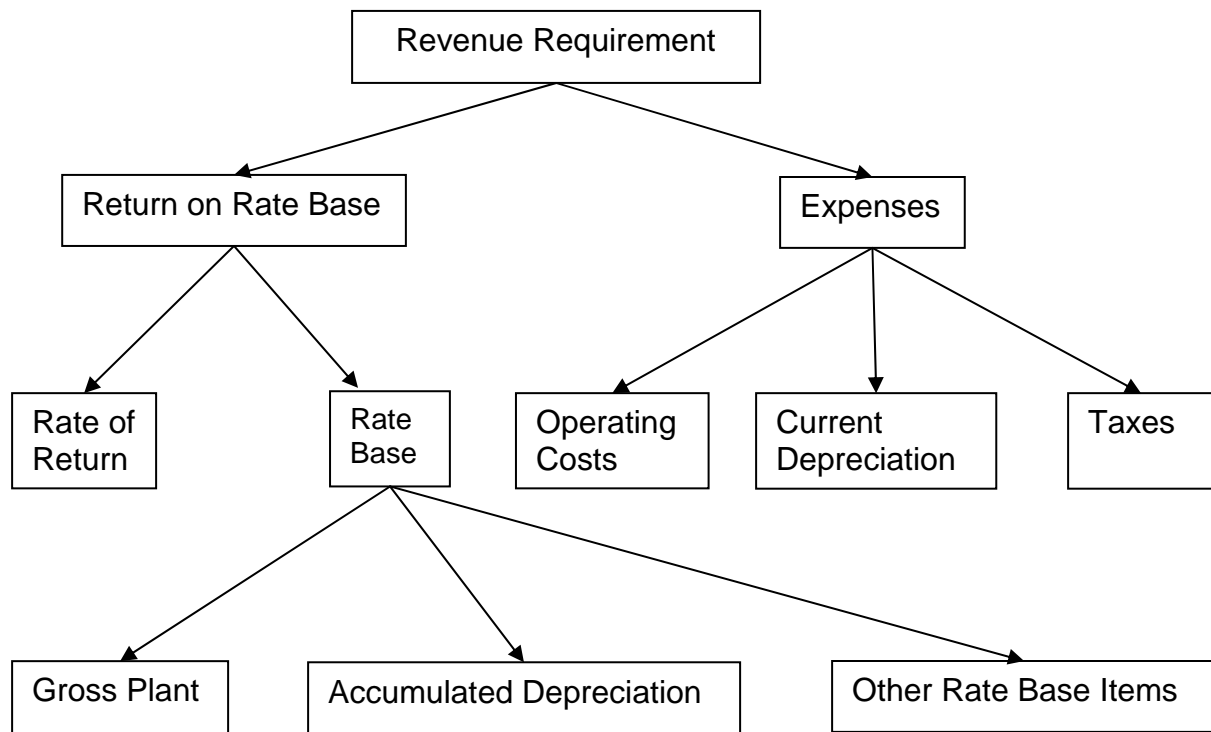 Revenue Requirement
Return on Rate Base
Expenses
Rate of
Return
Rate
Base
Operating
Costs
Current
Depreciation
Taxes
Gross Plant
Accumulated Depreciation
Other Rate Base Items